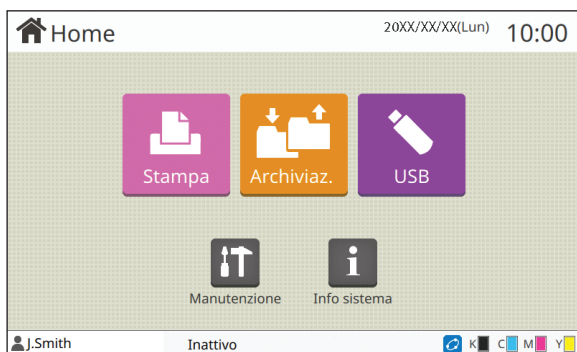 Home 20XX/XX/XX(Lun) 10:00
Stampa Archiviaz. USB
Manutenzione Info sistema
J.Smith Inattivo K C M Y